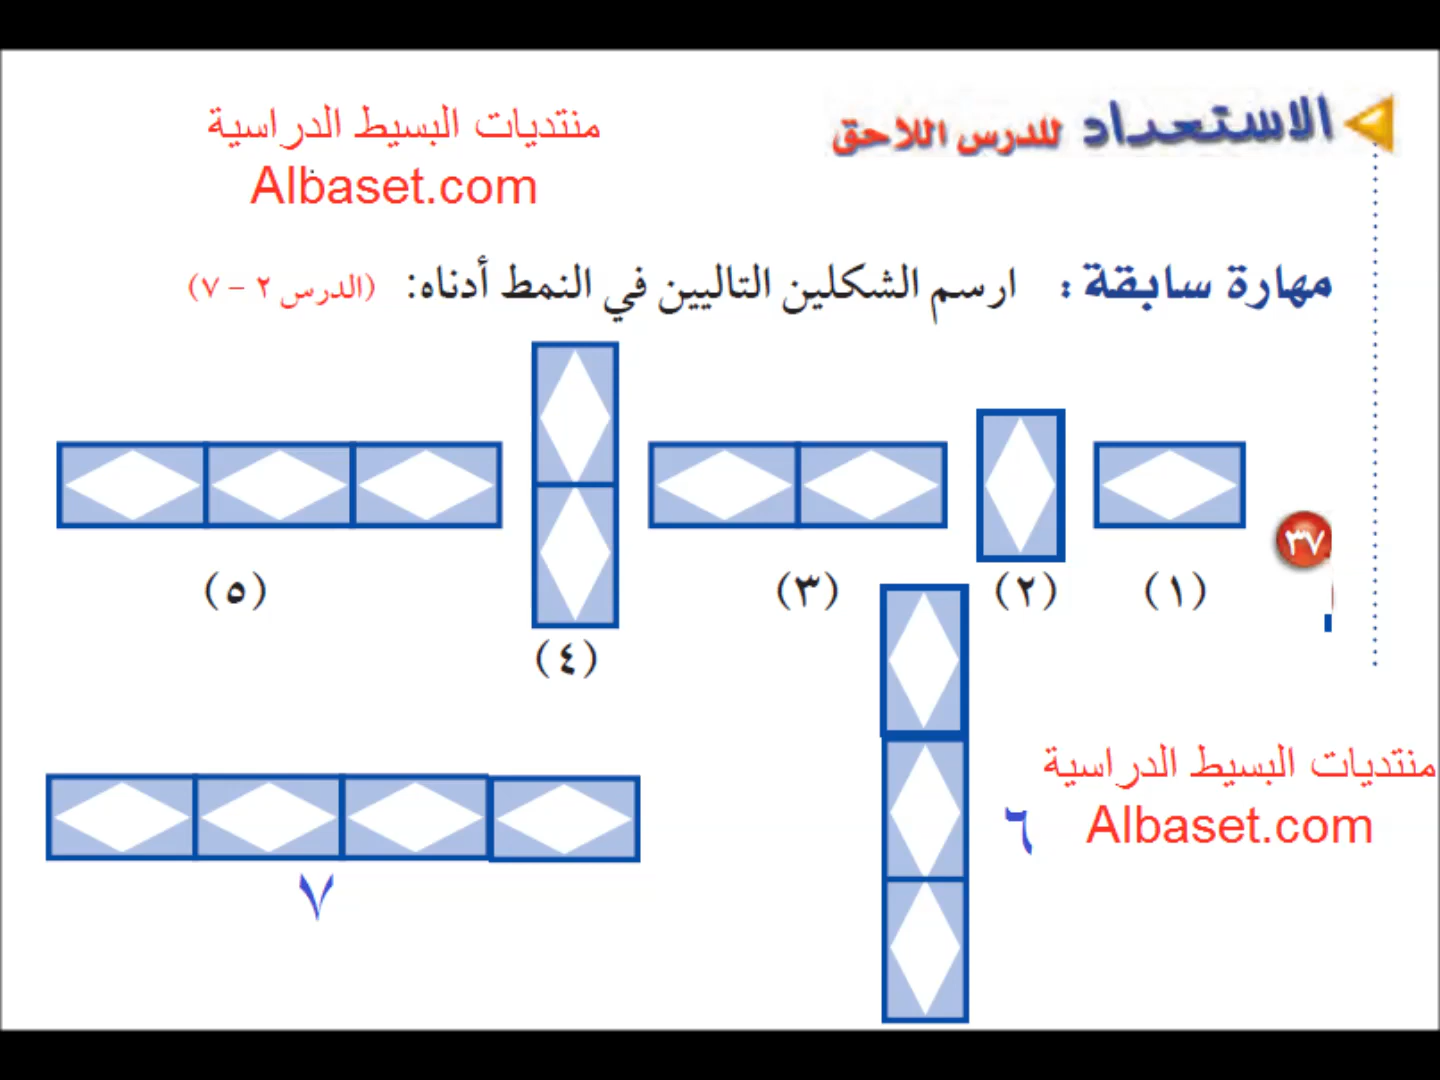 الاستعداد للدرس اللاحق
منتديات البسيط الدراسية
Albaset.com
مهارة سابقة : ارسم الشكلين التاليين في النمط أدناه: (الدرس ٢ – ٧)
٣٧
(١) (٢) (٣) (٥)
(٤)
منتديات البسيط الدراسية
Albaset.com
٦
٧